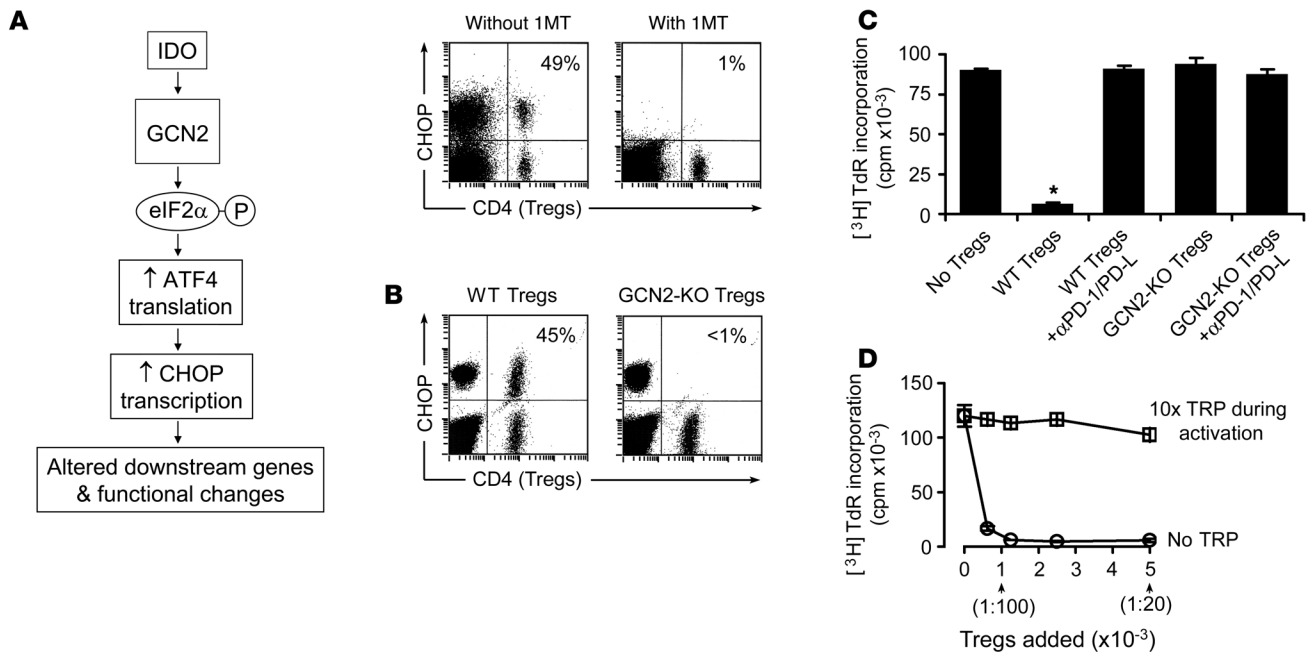 A
IDO
GCN2
eIF2α
P
↑ ATF4
translation
↑ CHOP
transcription
Altered downstream genes
& functional changes
Without 1MT
With 1MT
49%
1%
CHOP
CD4 (Tregs)
B
WT Tregs
GCN2-KO Tregs
45%
<1%
CHOP
CD4 (Tregs)
C
[3H] TdR incorporation
(cpm x10-3)
100
75
50
25
0
*
No Tregs
WT Tregs
WT Tregs
+αPD-1/PD-L
GCN2-KO Tregs
GCN2-KO Tregs
+αPD-1/PD-L
D
[3H] TdR incorporation
(cpm x10-3)
150
100
50
0
10x TRP during
activation
No TRP
0 1 2 3 4 5
(1:100) (1:20)
Tregs added (x10-3)